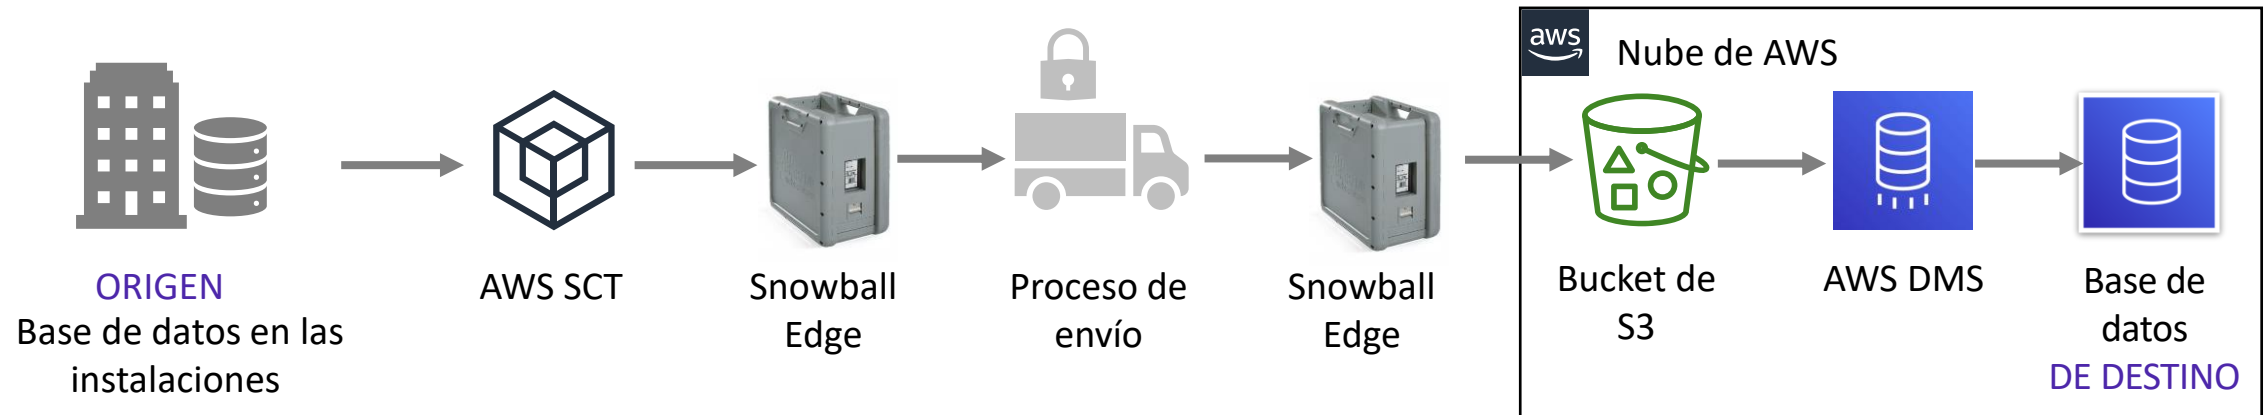 aws
Nube de AWS
ORIGEN
Base de datos en las
instalaciones
AWS SCT
Snowball
Edge
Proceso de
envío
Snowball
Edge
Bucket de
S3
AWS DMS
Base de
datos
DE DESTINO